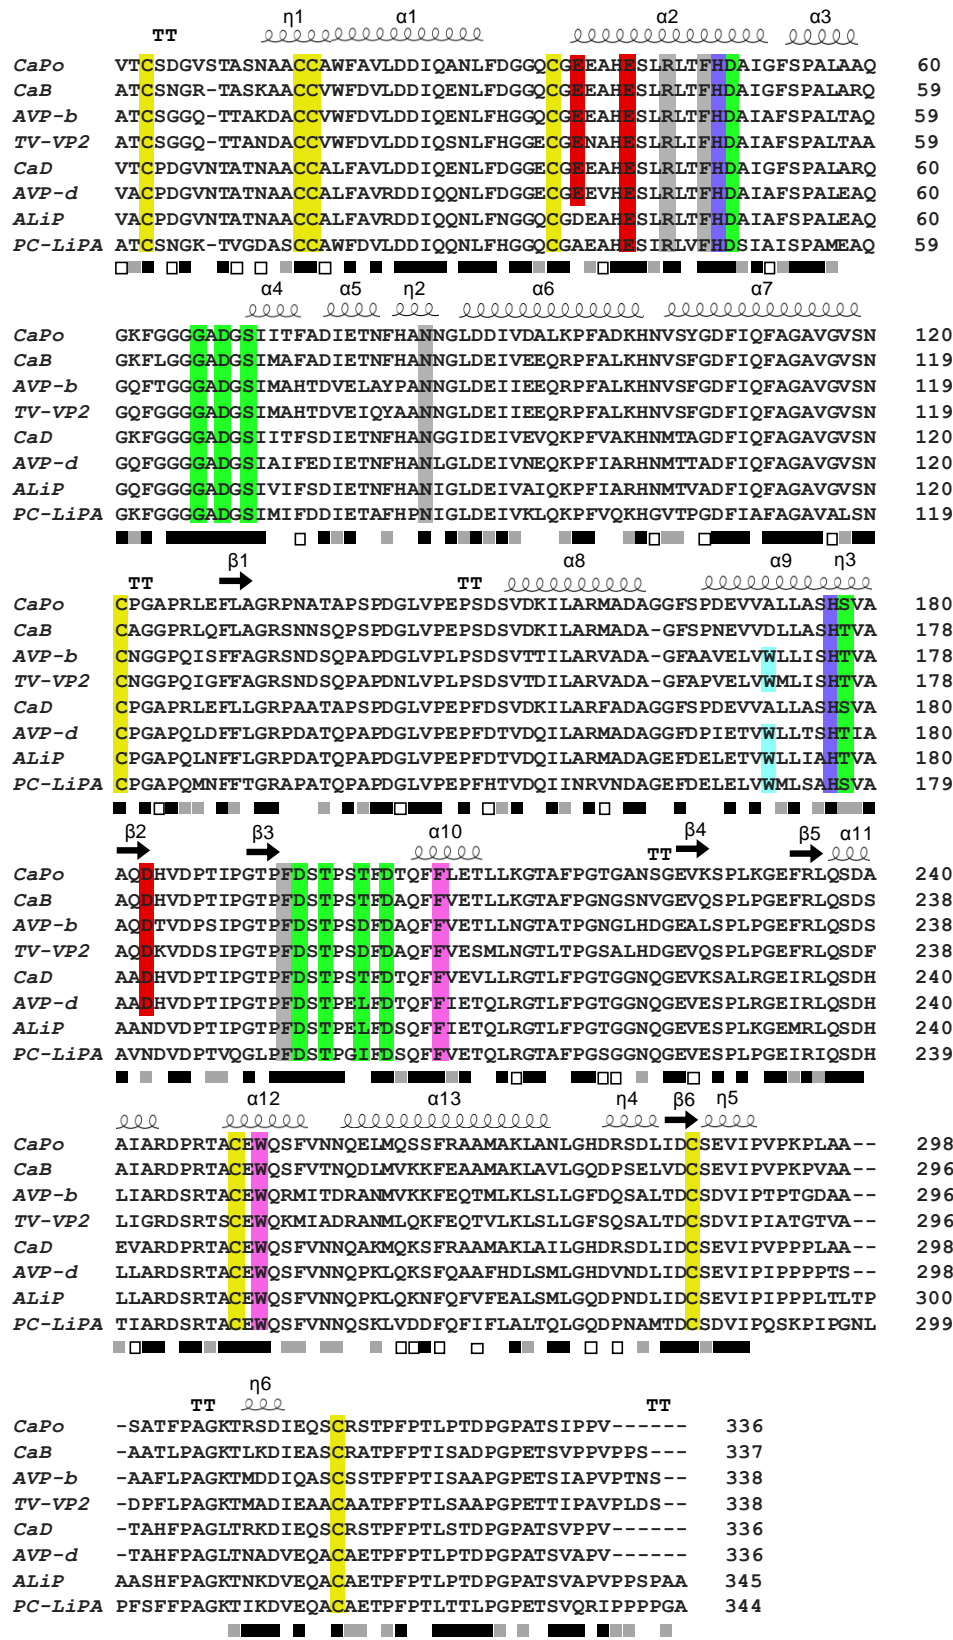 α2
η1 α1 α3
TT
CaPo VTCSDGVSTASNAACCAWFAVLDDIQANLFDGGQCGEEAHESLRLTFHDAIGFSPALAAQ 60
CaB ATCSNGR-TASKAACCVWFDVLDDIQENLFDGGQCGEEAHESLRLTFHDAIGFSPALARQ 59
AVP-b ATCSGGQ-TTAKDACCVWFDVLDDIQENLFHGGQCGEEAHESLRLTFHDAIAFSPALTAQ 59
TV-VP2 ATCSGGQ-TTANDACCVWFDVLDDIQSNLFHGGECGENAHESLRLIFHDAIAFSPALTAA 59
CaD VTCPDGVNTATNAACCALFAVLDDIQENLFDGGECGEEAHESLRLTFHDAIGFSPALARQ 60
AVP-d VACPDGVNTATNAACCALFAVRDDIQQNLFDGGECGEEVHESLRLTFHDAIAFSPALEAQ 60
ALiP VACPDGVNTATNAACCALFAVRDDIQQNLFDGGQCGDEAHESLRLTFHDAIAFSPALEAQ 60
PC-LiPA ATCSNGK-TVGDASCCAWFDVLDDIQQNLFHGGQCGAEAHESIRLVFHDSIAISPAMEAQ 59
α4 α5 η2 α6 α7
CaPo GKFGGGGADGSIITFADIETNFHANNGLDDIVDALKPFADKHNVSYGDFIQFAGAVGVSN 120
CaB GKFLGGGADGSIMAFADIETNFHANNGLDDIVEEQRPFALKHNVSFGDFIQFAGAVGVSN 119
AVP-b GQFTGGGADGSIMAHTDVELAYPANNGLDEIIEEQRPFALKHNVSFGDFIQFAGAVGVSN 119
TV-VP2 GQFGGGGADGSIMAHTDVEIQYAANNGLDEIIEEQRPFALKHNVSFGDFIQFAGAVGVSN 119
CaD GKFGGGGADGSIITFSDIETNFHANGGIDEIVEVQKPFVAKHNMTAGDFIQFAGAVGVSN 120
AVP-d GQFGGGGADGSIAIFEDIETNFHANLGLDEIVNEQKPFIARHNMTTADFIQFAGAVGVSN 120
ALiP GQFGGGGADGSIVIFSDIETNFHANIGLDEIVAIQKPFIARHNMTVADFIQFAGAVGVSN 120
PC-LiPA GKFGGGGADGSIMIFDDIETAFHPNIGLDEIVKLQKPFVQKHGVTPGDFIAFAGAVALSN 119
TT β1 TT α8 α9 η3
CaPo CPGAPRLEFLAGRPNATAPSPDGLVPEPSDSVDKILARMADAGGFSPDEVVALLASHSVA 180
CaB CAGGPRLQFLAGRSNNSQPSPDGLVPEPSDSVDKILARMADA-GFSPNEVVDLLASHTVA 178
AVP-b CNGGPQISFFAGRSNDSQPAPDGLVPLPSDSVTTILARVADA-GFAAVELVWLLISHTVA 178
TV-VP2 CNGGPQIGFFAGRSNDSQPAPDNLVPLPSDSVTDILARVADA-GFAPVELVWMLISHTVA 178
CaD CPGAPRLEFLLGRPAATAPSPDGLVPEPFDSVDKILARFADAGGFSPDEVVALLASHSVA 180
AVP-d CPGAPQLDFFLGRPDATQPAPDGLVPEPFDTVDQILARMADAGGFDPIETVWLLTSHTIA 180
ALiP CPGAPQLNFFLGRPDATQPAPDGLVPEPFDTVDQILARMADAGEFDELETVWLLIAHTVA 180
PC-LiPA CPGAPQMNFFTGRAPATQPAPDGLVPEPFHTVDQIINRVNDAGEFDELELVWMLSAHSVA 179
β2 β3 α10 TT β4 β5 α11
CaPo AQDHVDPTIPGTPFDSTPSTFDTQFFLETLLKGTAFPGTGANSGEVKSPLKGEFRLQSDA 240
CaB AQDHVDPTIPGTPFDSTPSTFDAQFFVETLLKGTAFPGNGSNVGEVQSPLPGEFRLQSDS 238
AVP-b AQDTVDPSIPGTPFDSTPSDFDAQFFVETLLNGTATPGNGLHDGEALSPLPGEFRLQSDS 238
TV-VP2 AQDKVDDSIPGTPFDSTPSDFDAQFFVESMLNGTLTPGSALHDGEVQSPLPGEFRLQSDF 238
CaD AADHVDPTIPGTPFDSTPSTFDTQFFVEVLLRGTLFPGTGGNQGEVKSALRGEIRLQSDH 240
AVP-d AADHVDPTIPGTPFDSTPELFDTQFFIETQLRGTLFPGTGGNQGEVESPLRGEIRLQSDH 240
ALiP AANDVDPTIPGTPFDSTPELFDSQFFIETQLRGTLFPGTGGNQGEVESPLKGEMRLQSDH 240
PC-LiPA AVNDVDPTVQGLPFDSTPGIFDSQFFVETQLRGTAFPGSGGNQGEVESPLPGEIRIQSDH 239
α12 α13 η4 β6 η5
CaPo AIARDPRTACEWQSFVNNQELMQSSFRAAMAKLANLGHDRSDLIDCSEVIPVPKPLAA-- 298
CaB AIARDPRTACEWQSFVTNQDLMVKKFEAAMAKLAVLGQDPSELVDCSEVIPVPKPVAA-- 296
AVP-b LIARDSRTACEWQRMITDRANMVKKFEQTMLKLSLLGFDQSALTDCSDVIPTPTGDAA-- 296
TV-VP2 LIGRDSRTSCEWQKMIADRANMLQKFEQTVLKLSLLGFSQSALTDCSDVIPIATGTVA-- 296
CaD EVARDPRTACEWQSFVNNQAKMQKSFRAAMAKLAILGHDRSDLIDCSEVIPVPPPLAA-- 298
AVP-d LLARDSRTACEWQSFVNNQPKLQKSFQAAFHDLSMLGHDVNDLIDCSEVIPIPPPPTS-- 298
ALiP LLARDSRTACEWQSFVNNQPKLQKNFQFVFEALSMLGQDPNDLIDCSEVIPIPPPLTLTP 300
PC-LiPA TIARDSRTACEWQSFVNNQSKLVDDFQFIFLALTQLGQDPNAMTDCSDVIPQSKPIPGNL 299
TT η6 TT
CaPo -SATFPAGKTRSDIEQSCRSTPFPTLPTDPGPATSIPPV------ 336
CaB -AATLPAGKTLKDIEASCRATPFPTISADPGPETSVPPVPPS--- 337
AVP-b -AAFLPAGKTMDDIQASCSSTPFPTISAAPGPETSIAPVPTNS-- 338
TV-VP2 -DPFLPAGKTMADIEAACAATPFPTLSAAPGPETTIPAVPLDS-- 338
CaD -TAHFPAGLTRKDIEQSCRSTPFPTLSTDPGPATSVPPV------ 336
AVP-d -TAHFPAGLTNADVEQACAETPFPTLPTDPGPATSVAPV------ 336
ALiP AASHFPAGKTNKDVEQACAETPFPTLPTDPGPATSVAPVPPSPAA 345
PC-LiPA PFSFFPAGKTIKDVEQACAETPFPTLTTLPGPETSVQRIPPPPGA 344